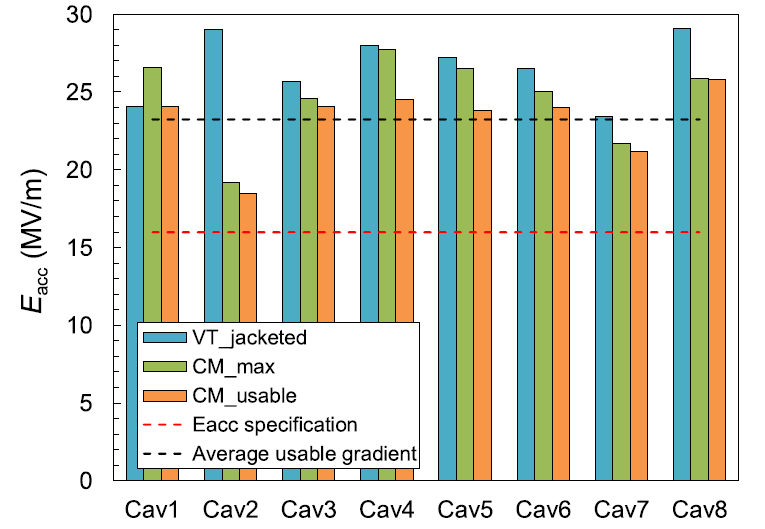 30
25
20
15
10
5
0
Eacc (MV/m)
VT_jacketed
CM_max
CM_usable
Eacc specification
Average usable gradient
Cav1 Cav2 Cav3 Cav4 Cav5 Cav6 Cav7 Cav8